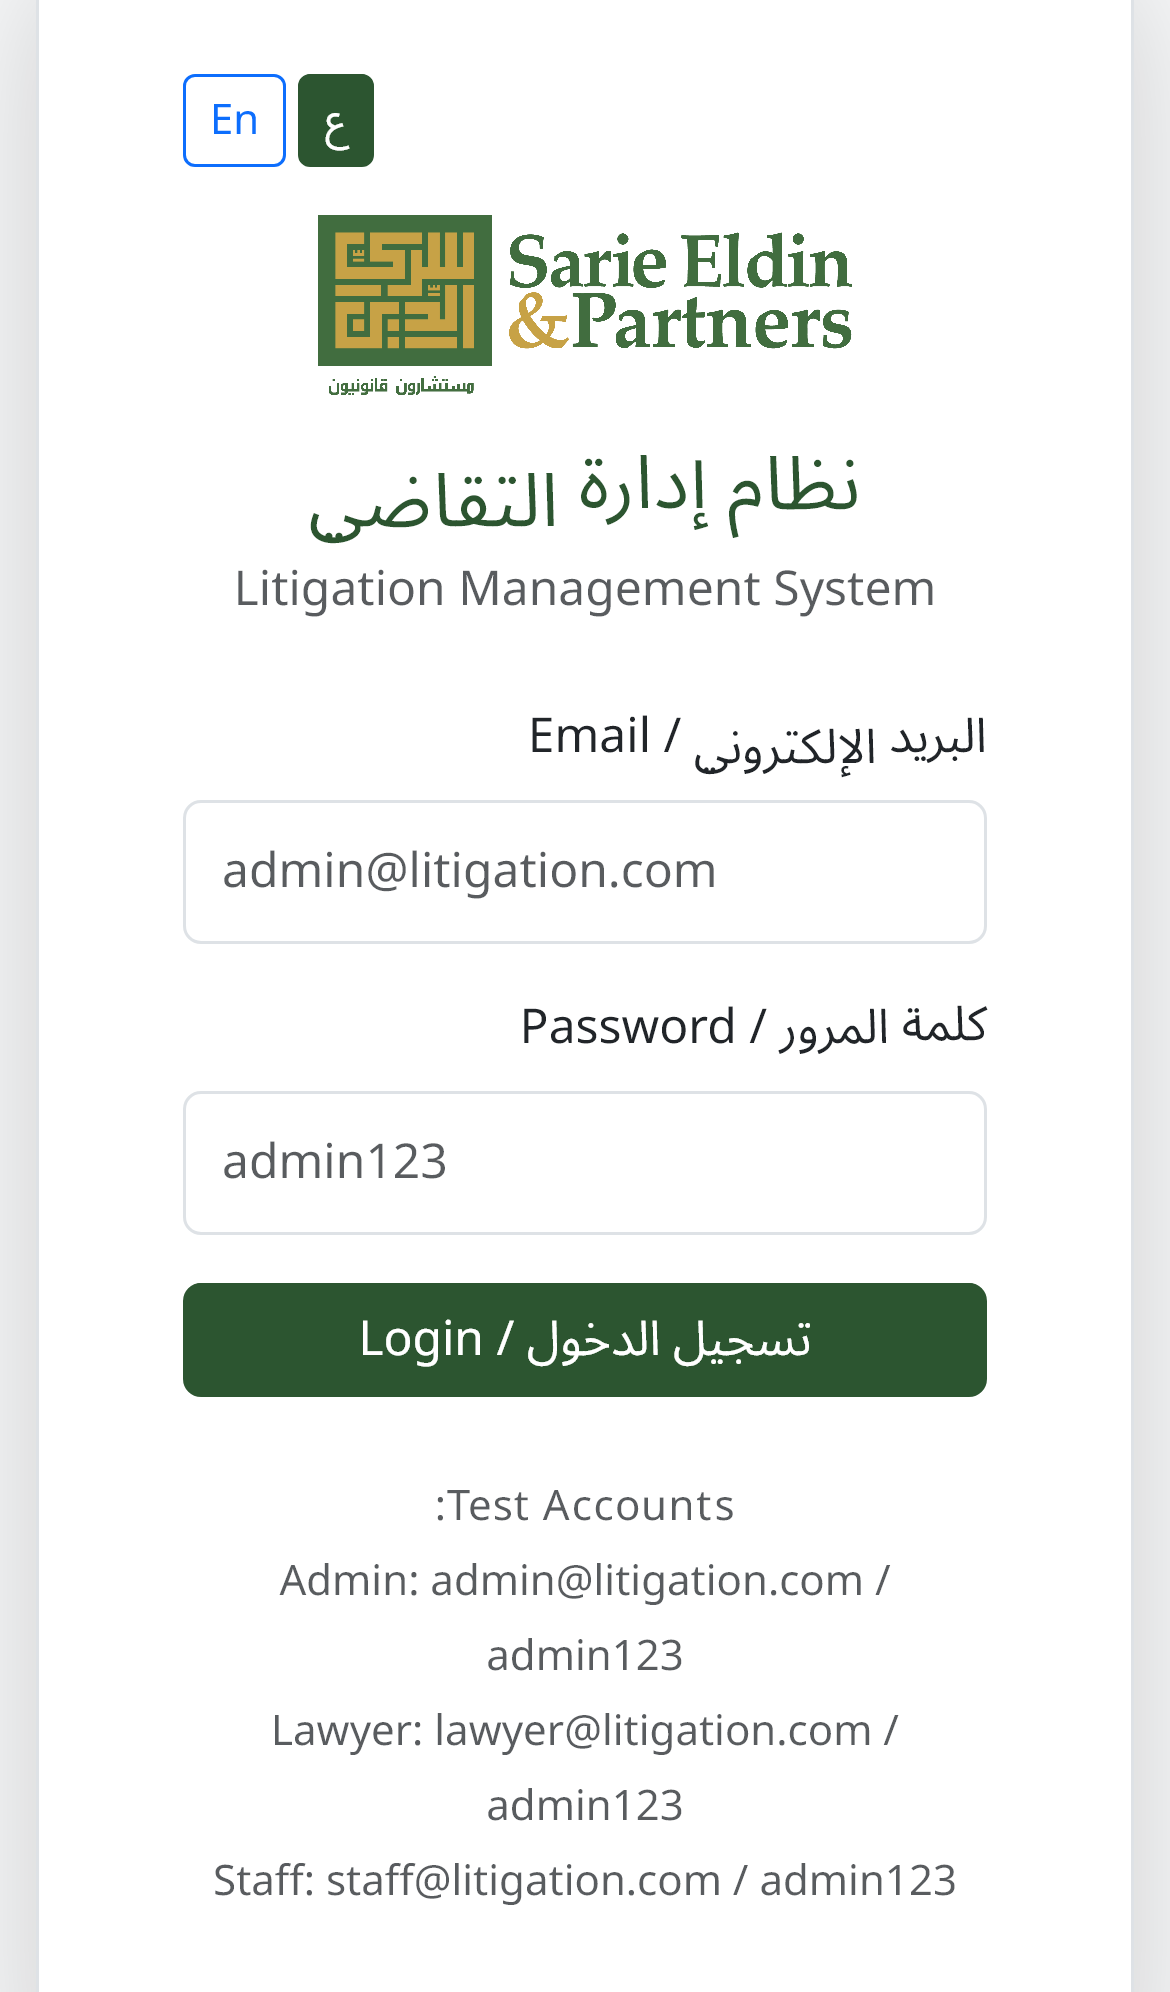 En ع
سري الدين
Sarie Eldin
&Partners
مستشارون قانونيون
نظام إدارة التقاضي
Litigation Management System
البريد الإلكتروني / Email
admin@litigation.com
كلمة المرور / Password
admin123
تسجيل الدخول / Login
:Test Accounts
Admin: admin@litigation.com /
admin123
Lawyer: lawyer@litigation.com /
admin123
Staff: staff@litigation.com / admin123